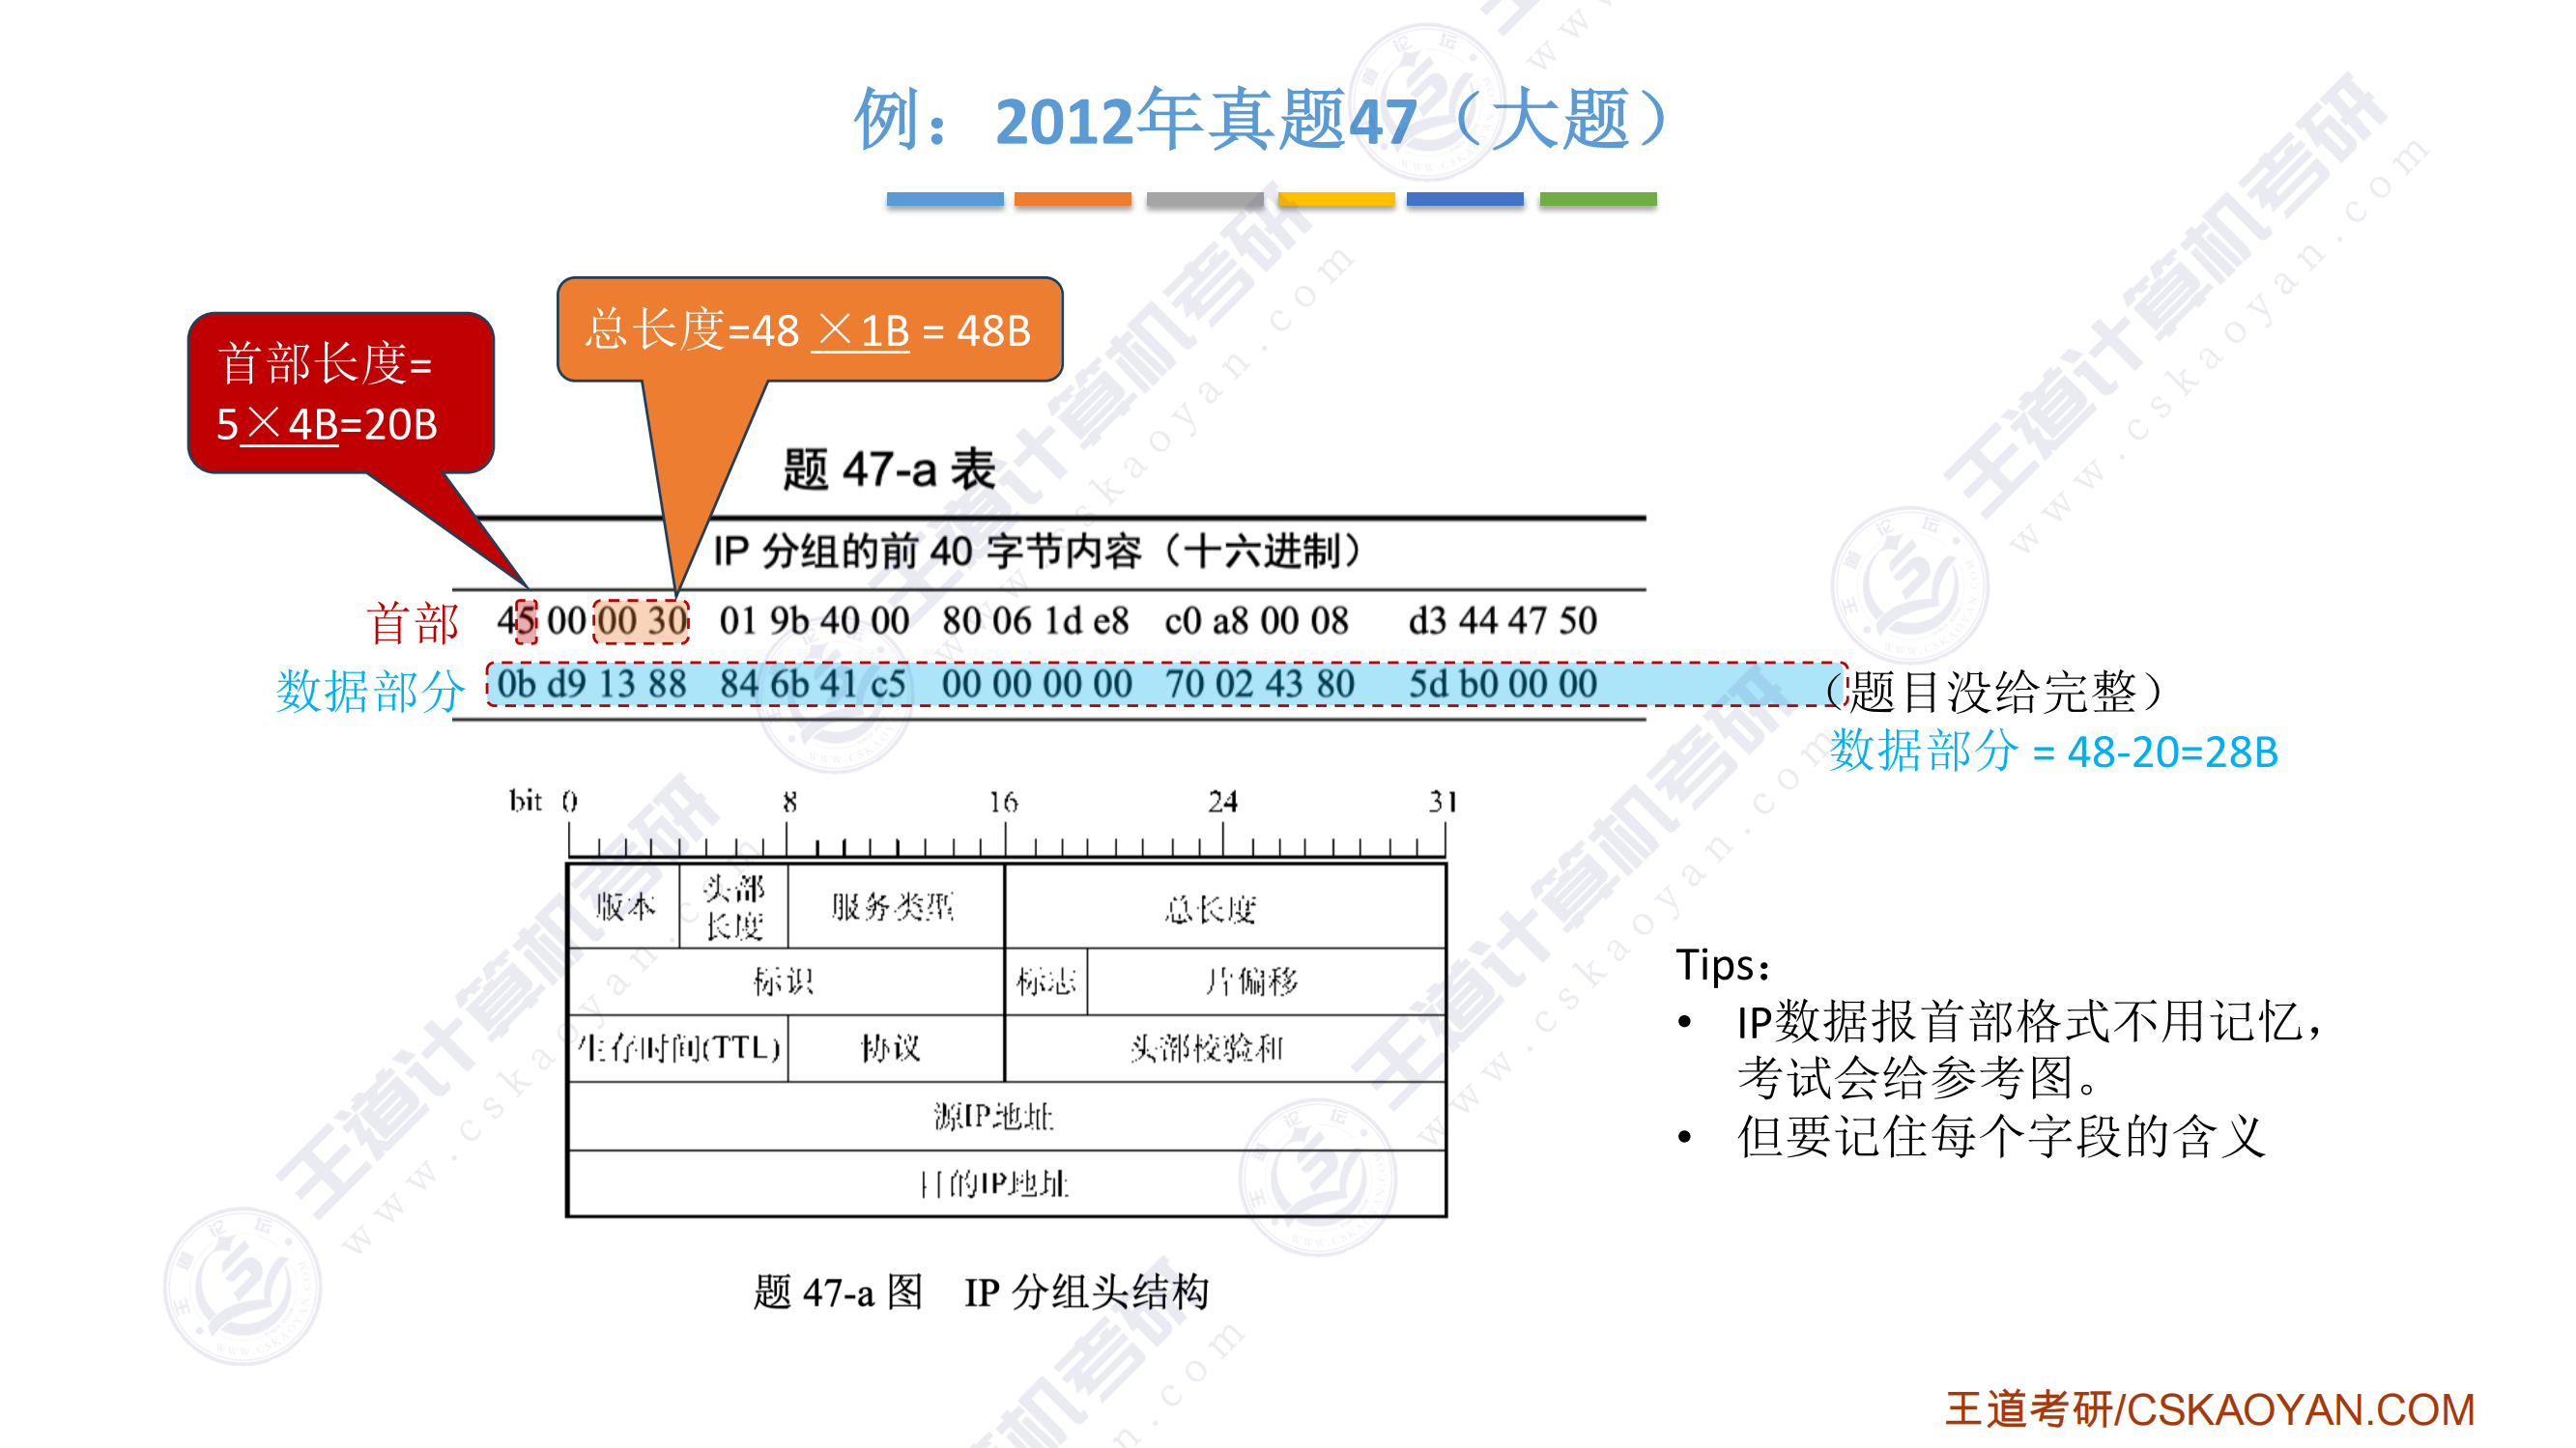 例：2012年真题47（大题）
首部长度=
5×4B=20B
总长度=48 ×1B = 48B
题 47-a 表
IP 分组的前 40 字节内容（十六进制）
首部 45 00 00 30 01 9b 40 00 80 06 1d e8 c0 a8 00 08 d3 44 47 50
数据部分 0b d9 13 88 84 6b 41 c5 00 00 00 00 70 02 43 80 5d b0 00 00 （题目没给完整）
数据部分 = 48-20=28B
bit 0 8 16 24 31
版本 头部长度 服务类型 总长度
标识 标志 片偏移
生存时间(TTL) 协议 头部校验和
源IP地址
目的IP地址
题 47-a 图 IP 分组头结构
Tips：
• IP数据报首部格式不用记忆，
考试会给参考图。
• 但要记住每个字段的含义
王道考研/CSKAOYAN.COM
王道计算机考研
www.cskaoyan.com